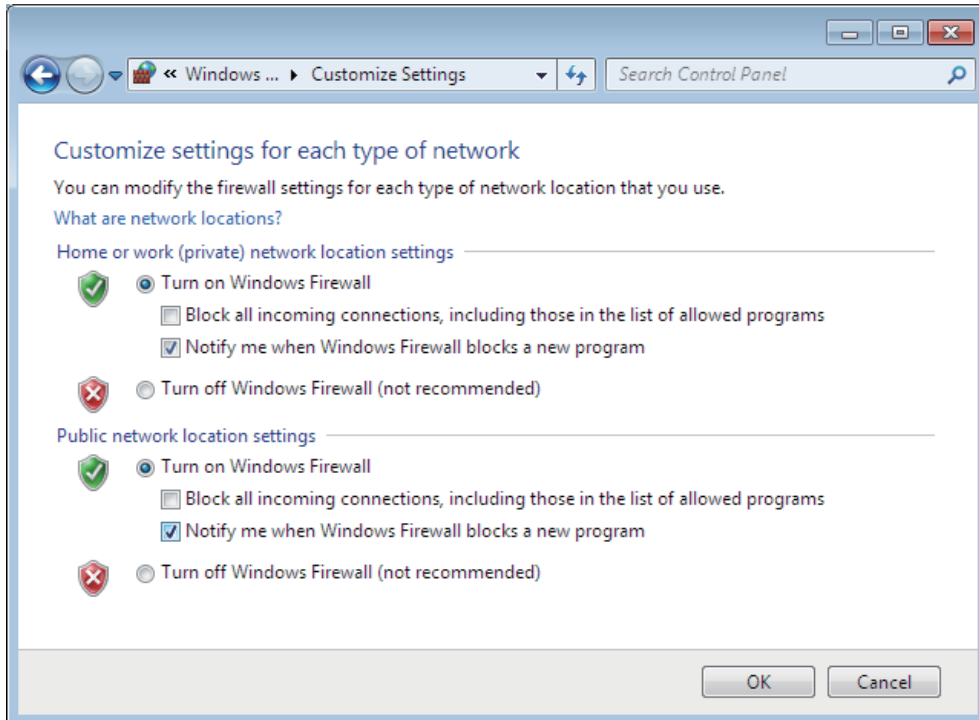 « Windows ... ▸ Customize Settings
Search Control Panel
Customize settings for each type of network
You can modify the firewall settings for each type of network location that you use.
What are network locations?
Home or work (private) network location settings
Turn on Windows Firewall
Block all incoming connections, including those in the list of allowed programs
Notify me when Windows Firewall blocks a new program
Turn off Windows Firewall (not recommended)
Public network location settings
Turn on Windows Firewall
Block all incoming connections, including those in the list of allowed programs
Notify me when Windows Firewall blocks a new program
Turn off Windows Firewall (not recommended)
OK
Cancel